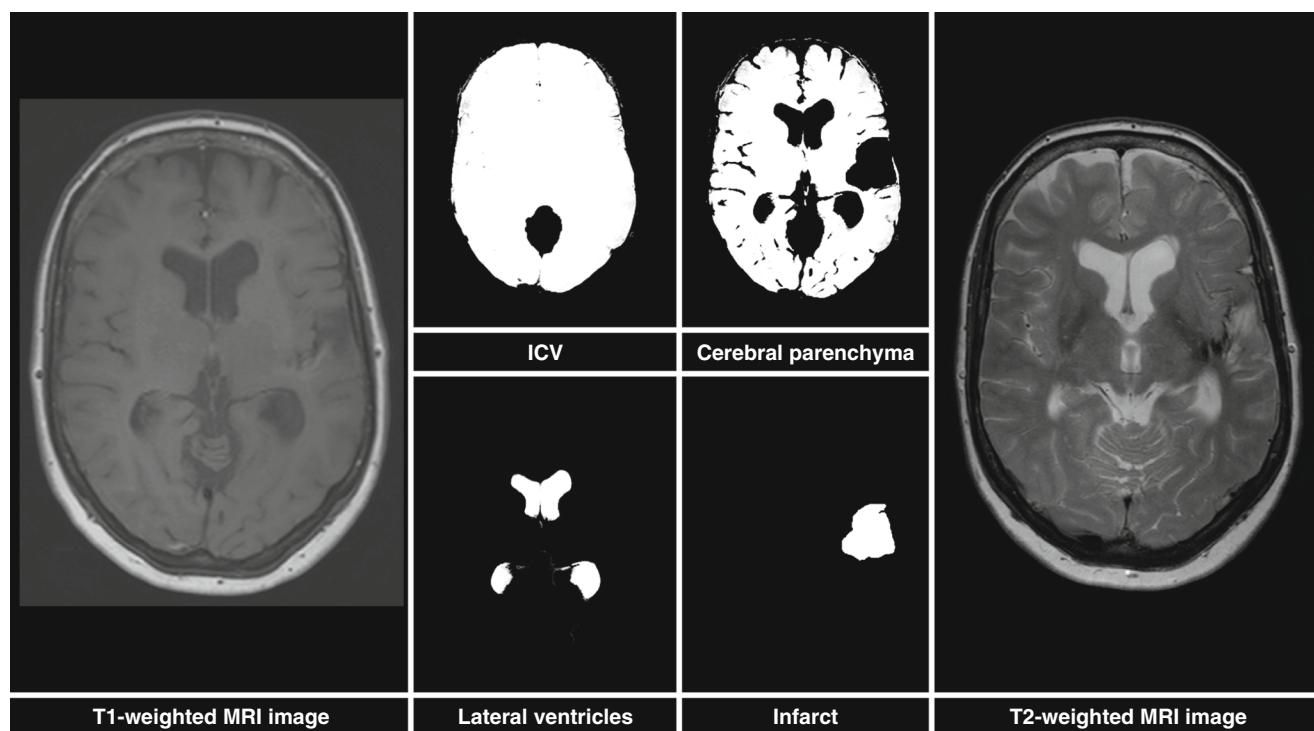 ICV
Cerebral parenchyma
T1-weighted MRI image
Lateral ventricles
Infarct
T2-weighted MRI image